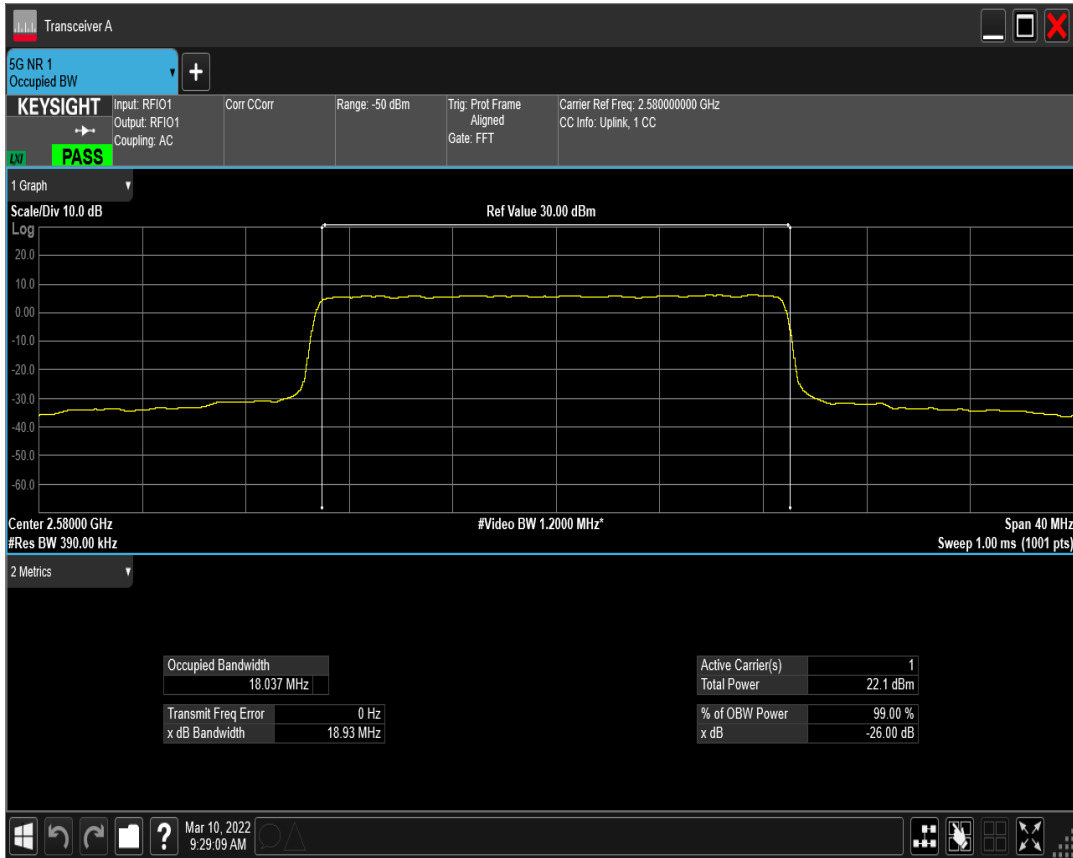 Transceiver A
5G NR 1
Occupied BW
+
KEYSIGHT
Input: RFIO1
Output: RFIO1
Coupling: AC
LXI
PASS
Corr CCorr
Range: -50 dBm
Trig: Prot Frame
Aligned
Gate: FFT
Carrier Ref Freq: 2.580000000 GHz
CC Info: Uplink, 1 CC
1 Graph
Scale/Div 10.0 dB
Ref Value 30.00 dBm
Log
20.0
10.0
0.00
-10.0
-20.0
-30.0
-40.0
-50.0
-60.0
Center 2.58000 GHz
#Video BW 1.2000 MHz*
Span 40 MHz
#Res BW 390.00 kHz
Sweep 1.00 ms (1001 pts)
2 Metrics
Occupied Bandwidth
18.037 MHz
Transmit Freq Error 0 Hz
x dB Bandwidth 18.93 MHz
Active Carrier(s) 1
Total Power 22.1 dBm
% of OBW Power 99.00 %
x dB -26.00 dB
?
Mar 10, 2022
9:29:09 AM